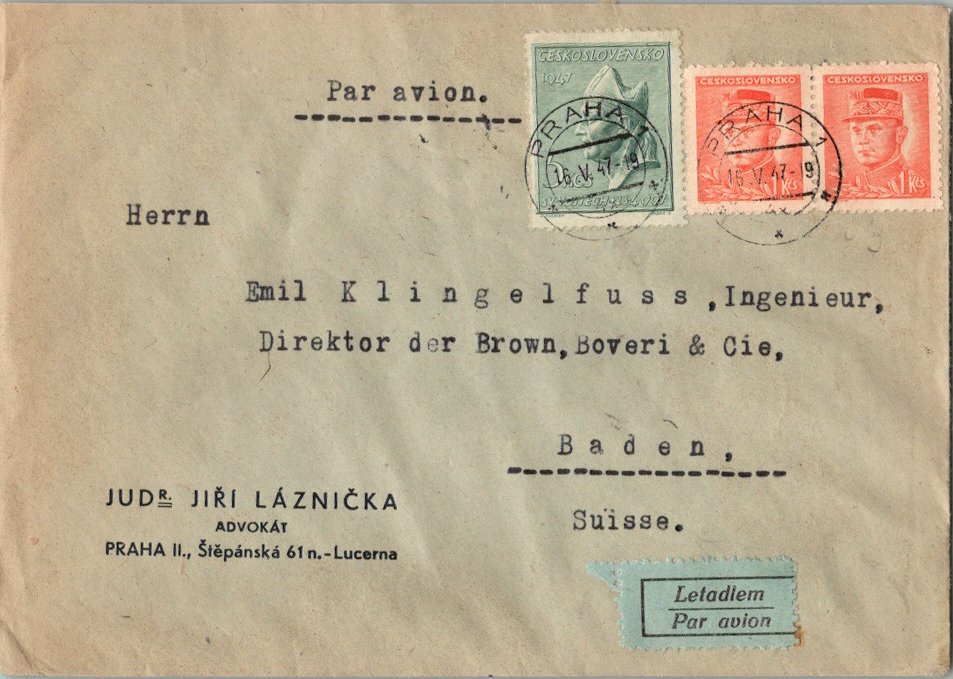 Par avion.
ČESKOSLOVENSKO
1947
ČESKOSLOVENSKO
ČESKOSLOVENSKO
PRAHA 1
16.V.47-19
PRAHA 1
16.V.47-19
1 Kčs
1 Kčs
Herrn
Emil Klingelfuss, Ingenieur,
Direktor der Brown, Boveri & Cie,
Baden,
Suisse.
JUDR. JIŘÍ LÁZNIČKA
ADVOKÁT
PRAHA II., Štěpánská 61 n.-Lucerna
Letadlem
Par avion